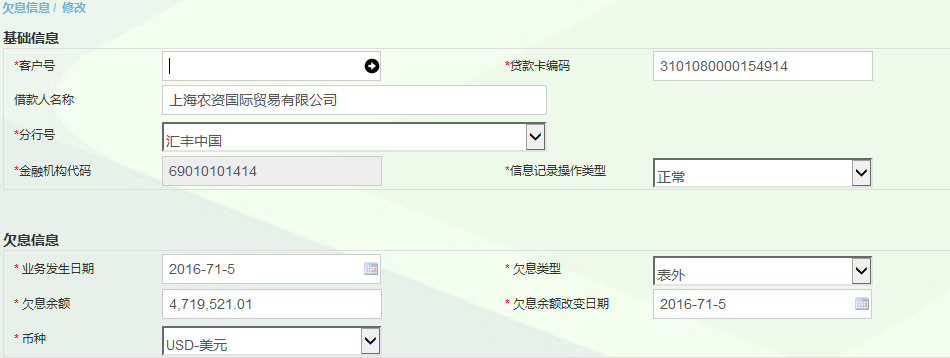 欠息信息 / 修改
基础信息
*客户号
*贷款卡编码 3101080000154914
借款人名称 上海农资国际贸易有限公司
*分行号 汇丰中国
*金融机构代码 69010101414
*信息记录操作类型 正常
欠息信息
* 业务发生日期 2016-71-5
* 欠息类型 表外
* 欠息余额 4,719,521.01
* 欠息余额改变日期 2016-71-5
* 币种 USD-美元